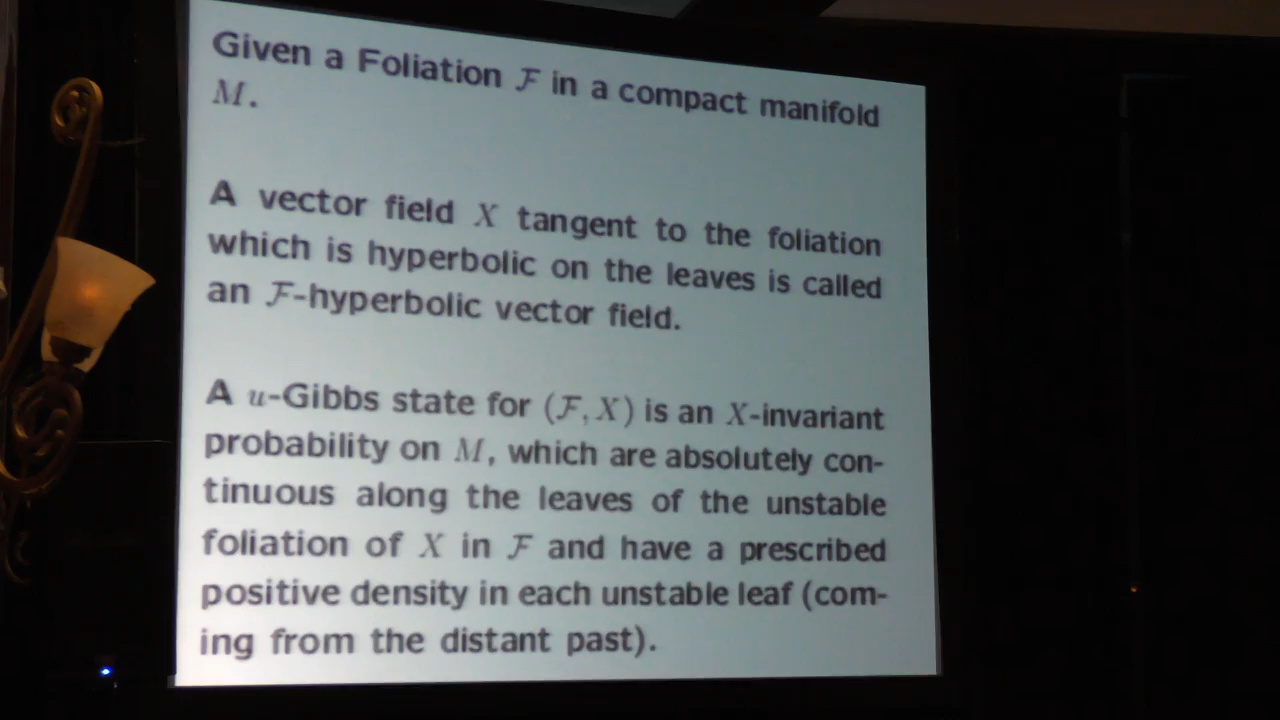 Given a Foliation ℱ in a compact manifold
M.
A vector field X tangent to the foliation
which is hyperbolic on the leaves is called
an ℱ-hyperbolic vector field.
A u-Gibbs state for (ℱ, X) is an X-invariant
probability on M, which are absolutely con-
tinuous along the leaves of the unstable
foliation of X in ℱ and have a prescribed
positive density in each unstable leaf (com-
ing from the distant past).